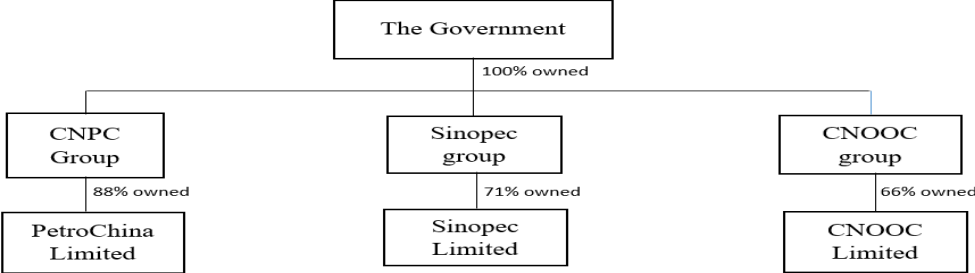 The Government
100% owned
CNPC
Group
Sinopec
group
CNOOC
group
88% owned
71% owned
66% owned
PetroChina
Limited
Sinopec
Limited
CNOOC
Limited